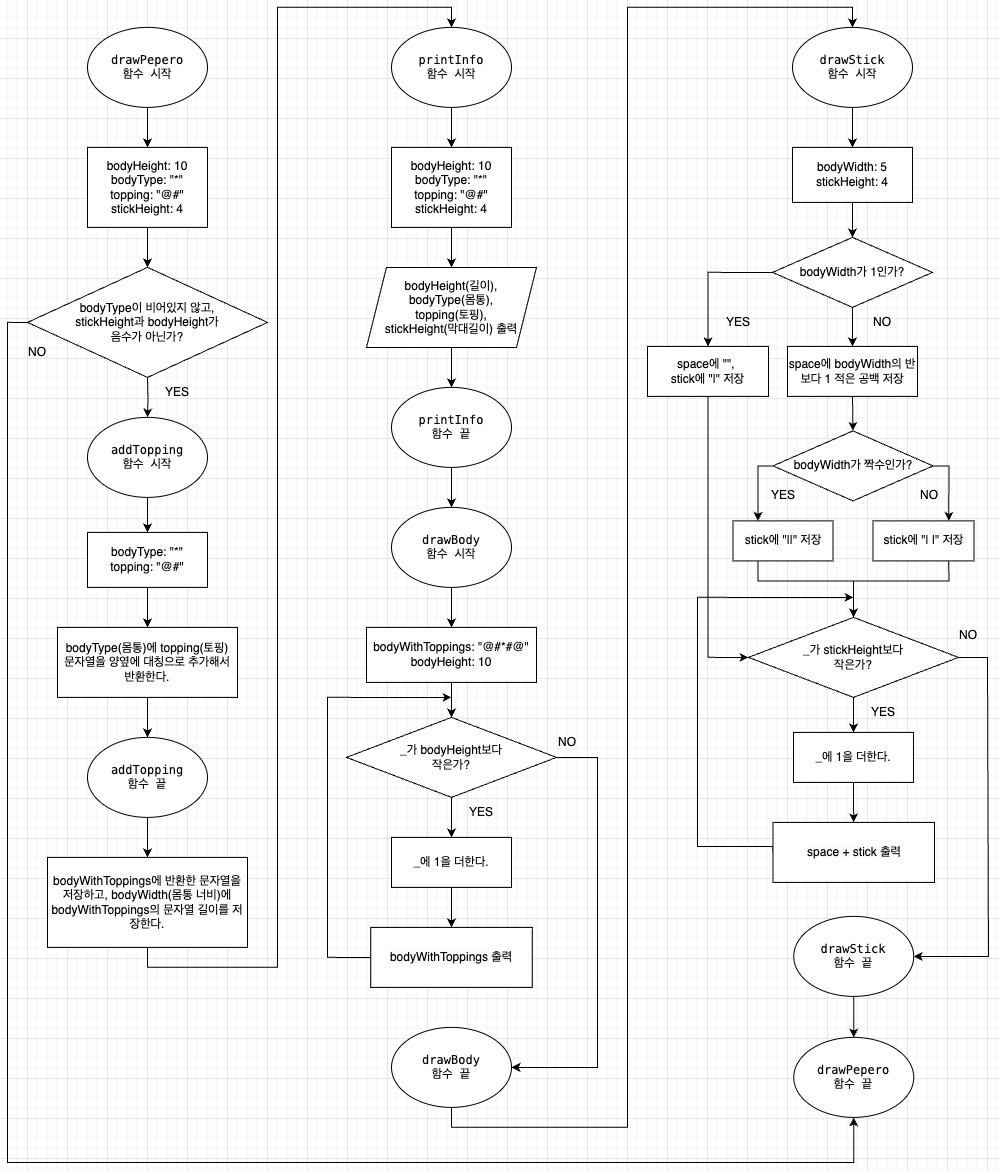 drawPepero
함수 시작
bodyHeight: 10
bodyType: "*"
topping: "@#"
stickHeight: 4
bodyType이 비어있지 않고,
stickHeight과 bodyHeight가
음수가 아닌가?
NO
YES
addTopping
함수 시작
bodyType: "*"
topping: "@#"
bodyType(몸통)에 topping(토핑)
문자열을 양옆에 대칭으로 추가해서
반환한다.
addTopping
함수 끝
bodyWithToppings에 반환한 문자열을
저장하고, bodyWidth(몸통 너비)에
bodyWithToppings의 문자열 길이를 저
장한다.
printInfo
함수 시작
bodyHeight: 10
bodyType: "*"
topping: "@#"
stickHeight: 4
bodyHeight(길이),
bodyType(몸통),
topping(토핑),
stickHeight(막대길이) 출력
printInfo
함수 끝
drawBody
함수 시작
bodyWithToppings: "@#*#@"
bodyHeight: 10
_가 bodyHeight보다
작은가?
NO
YES
_에 1을 더한다.
bodyWithToppings 출력
drawBody
함수 끝
drawStick
함수 시작
bodyWidth: 5
stickHeight: 4
bodyWidth가 1인가?
YES
NO
space에 "",
stick에 "|" 저장
space에 bodyWidth의 반
보다 1 적은 공백 저장
bodyWidth가 짝수인가?
YES
NO
stick에 "||" 저장
stick에 "| |" 저장
_가 stickHeight보다
작은가?
NO
YES
_에 1을 더한다.
space + stick 출력
drawStick
함수 끝
drawPepero
함수 끝